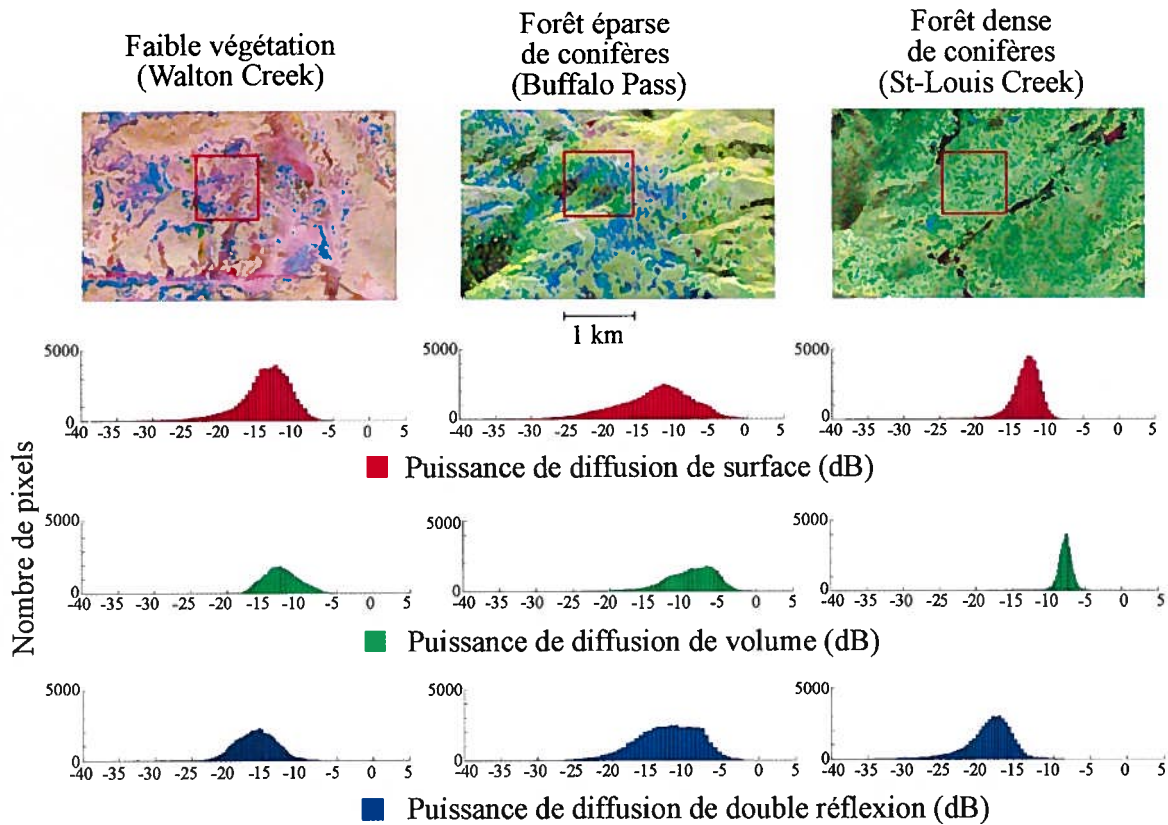 Faible végétation
(Walton Creek)
Forêt éparse
de conifères
(Buffalo Pass)
Forêt dense
de conifères
(St-Louis Creek)
1 km
Nombre de pixels
5000
0
-40 -35 -30 -25 -20 -15 -10 -5 0 5
5000
0
-40 -35 -30 -25 -20 -15 -10 -5 0 5
5000
0
-40 -35 -30 -25 -20 -15 -10 -5 0 5
Puissance de diffusion de surface (dB)
5000
0
-40 -35 -30 -25 -20 -15 -10 -5 0 5
5000
0
-40 -35 -30 -25 -20 -15 -10 -5 0 5
5000
0
-40 -35 -30 -25 -20 -15 -10 -5 0 5
Puissance de diffusion de volume (dB)
5000
0
-40 -35 -30 -25 -20 -15 -10 -5 0 5
5000
0
-40 -35 -30 -25 -20 -15 -10 -5 0 5
5000
0
-40 -35 -30 -25 -20 -15 -10 -5 0 5
Puissance de diffusion de double réflexion (dB)